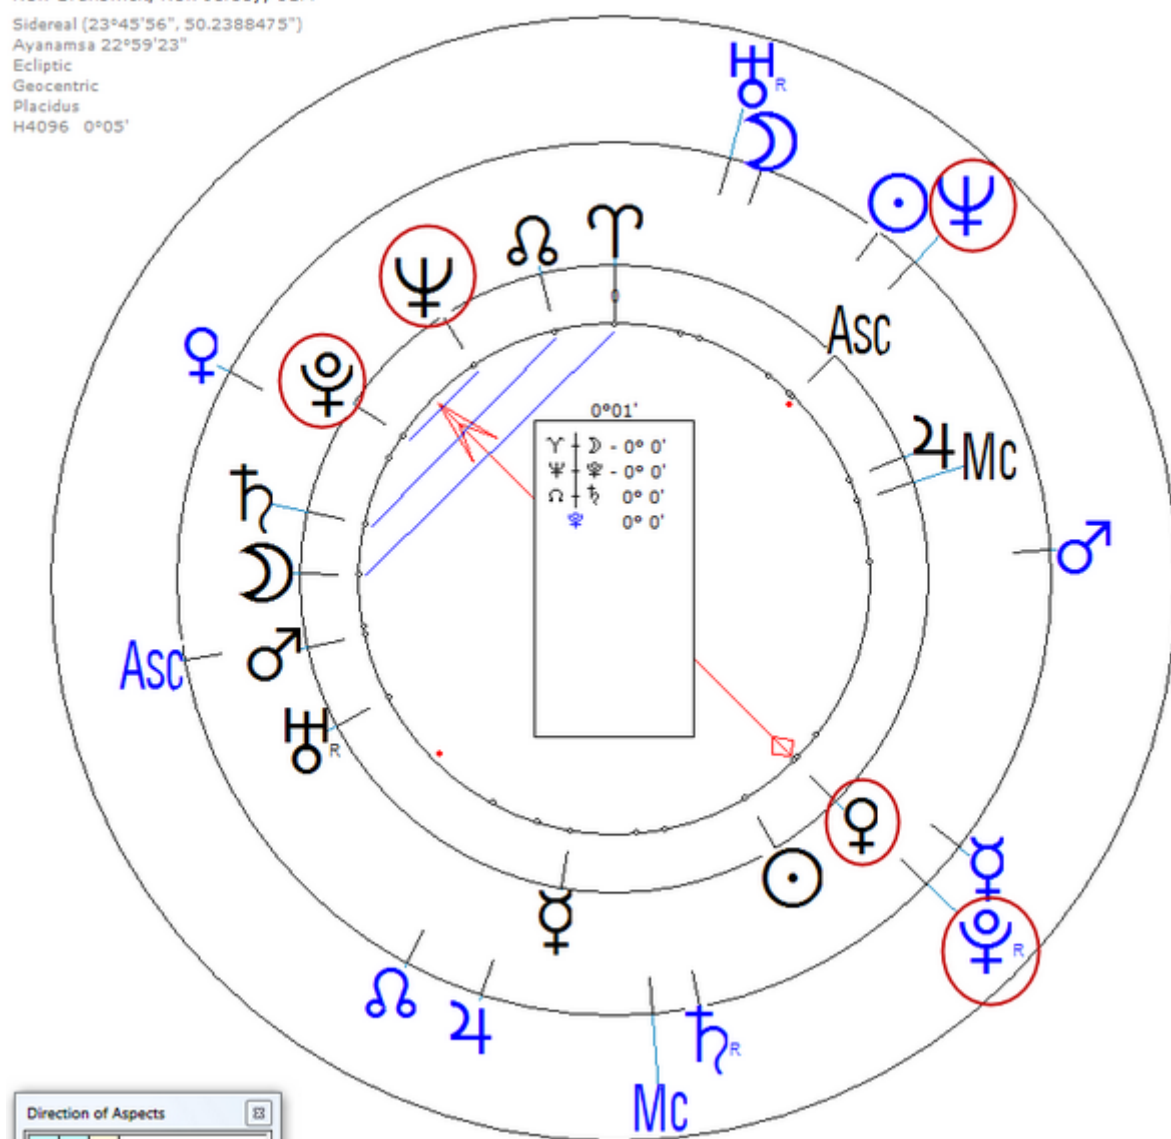 Sidereal (23°45'56", 50.2388475")
Ayanamsa 22°59'23"
Ecliptic
Geocentric
Placidus
H4096 0°05'
R
Asc
Mc
0°01'
♈ ☽ - 0° 0'
♆ ♇ - 0° 0'
☊ ♄ 0° 0'
♇ 0° 0'
Asc
R
R
R
Mc
Direction of Aspects